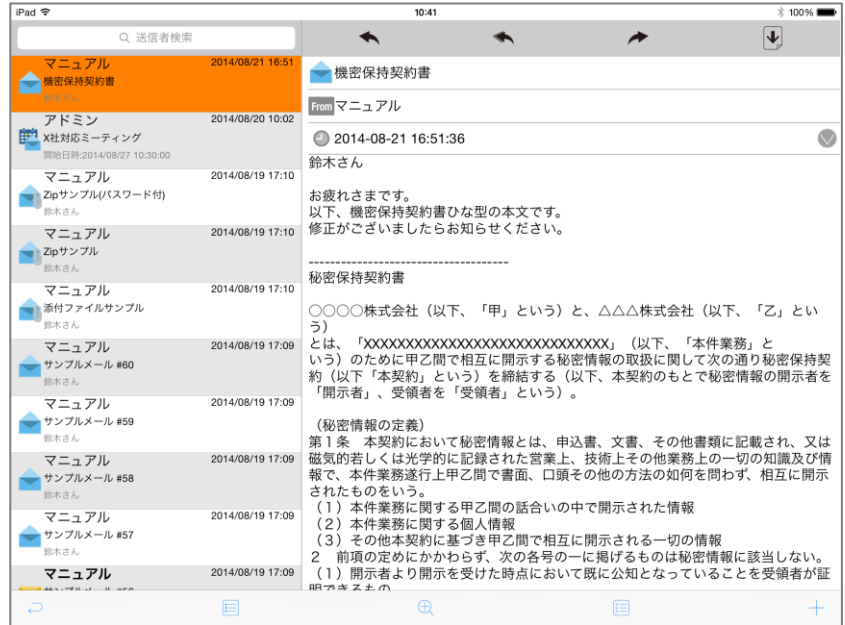 iPad
10:41
100%
送信者検索
マニュアル
2014/08/21 16:51
機密保持契約書
鈴木さん
アドミン
2014/08/20 10:02
X社対応ミーティング
開始日時:2014/08/27 10:30:00
マニュアル
2014/08/19 17:10
Zipサンプル(パスワード付)
鈴木さん
マニュアル
2014/08/19 17:10
Zipサンプル
鈴木さん
マニュアル
2014/08/19 17:10
添付ファイルサンプル
鈴木さん
マニュアル
2014/08/19 17:09
サンプルメール #60
鈴木さん
マニュアル
2014/08/19 17:09
サンプルメール #59
鈴木さん
マニュアル
2014/08/19 17:09
サンプルメール #58
鈴木さん
マニュアル
2014/08/19 17:09
サンプルメール #57
鈴木さん
マニュアル
2014/08/19 17:09
機密保持契約書
From マニュアル
2014-08-21 16:51:36
鈴木さん
お疲れさまです。
以下、機密保持契約書ひな型の本文です。
修正がございましたらお知らせください。
-------------------------------------
秘密保持契約書
○○○○株式会社（以下、「甲」という）と、△△△株式会社（以下、「乙」とい
う）
とは、「XXXXXXXXXXXXXXXXXXXXXXXXXXXXX」（以下、「本件業務」と
いう）のために甲乙間で相互に開示する秘密情報の取扱に関して次の通り秘密保持契
約（以下「本契約」という）を締結する（以下、本契約のもとで秘密情報の開示者を
「開示者」、受領者を「受領者」という）。
（秘密情報の定義）
第１条　本契約において秘密情報とは、申込書、文書、その他書類に記載され、又は
磁気的若しくは光学的に記録された営業上、技術上その他業務上の一切の知識及び情
報で、本件業務遂行上甲乙間で書面、口頭その他の方法の如何を問わず、相互に開示
されたものをいう。
（１）本件業務に関する甲乙間の話合いの中で開示された情報
（２）本件業務に関する個人情報
（３）その他本契約に基づき甲乙間で相互に開示される一切の情報
２　前項の定めにかかわらず、次の各号の一に掲げるものは秘密情報に該当しない。
（１）開示者より開示を受けた時点において既に公知となっていることを受領者が証
明できるもの